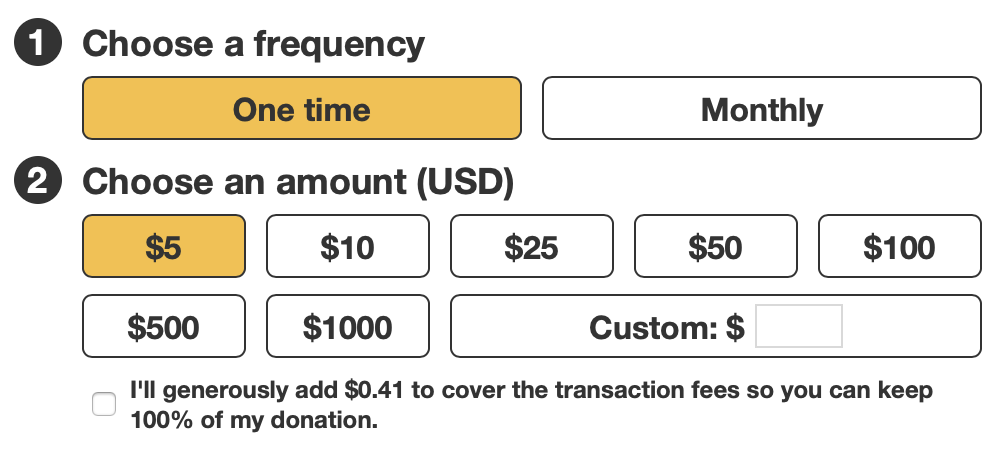 1 Choose a frequency
One time Monthly
2 Choose an amount (USD)
$5 $10 $25 $50 $100
$500 $1000 Custom: $
I'll generously add $0.41 to cover the transaction fees so you can keep
100% of my donation.